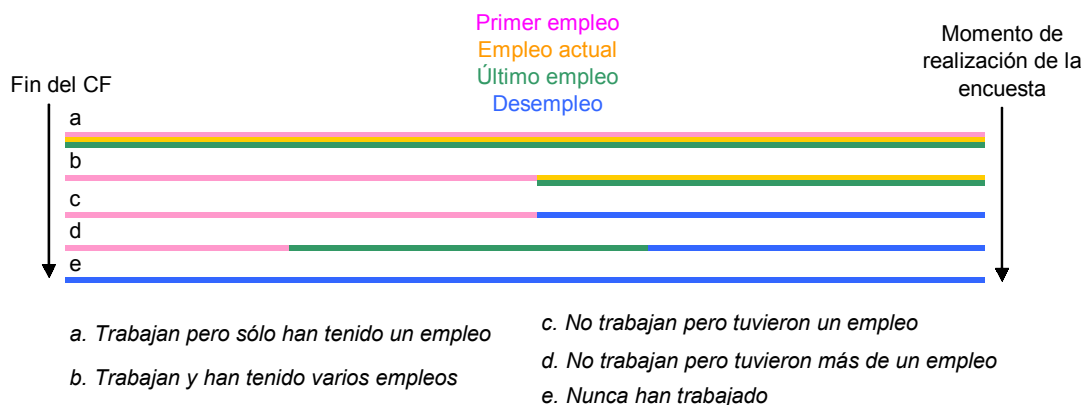 Primer empleo
Empleo actual
Último empleo
Desempleo
Momento de
realización de la
encuesta
Fin del CF
a
b
c
d
e
a. Trabajan pero sólo han tenido un empleo
b. Trabajan y han tenido varios empleos
c. No trabajan pero tuvieron un empleo
d. No trabajan pero tuvieron más de un empleo
e. Nunca han trabajado